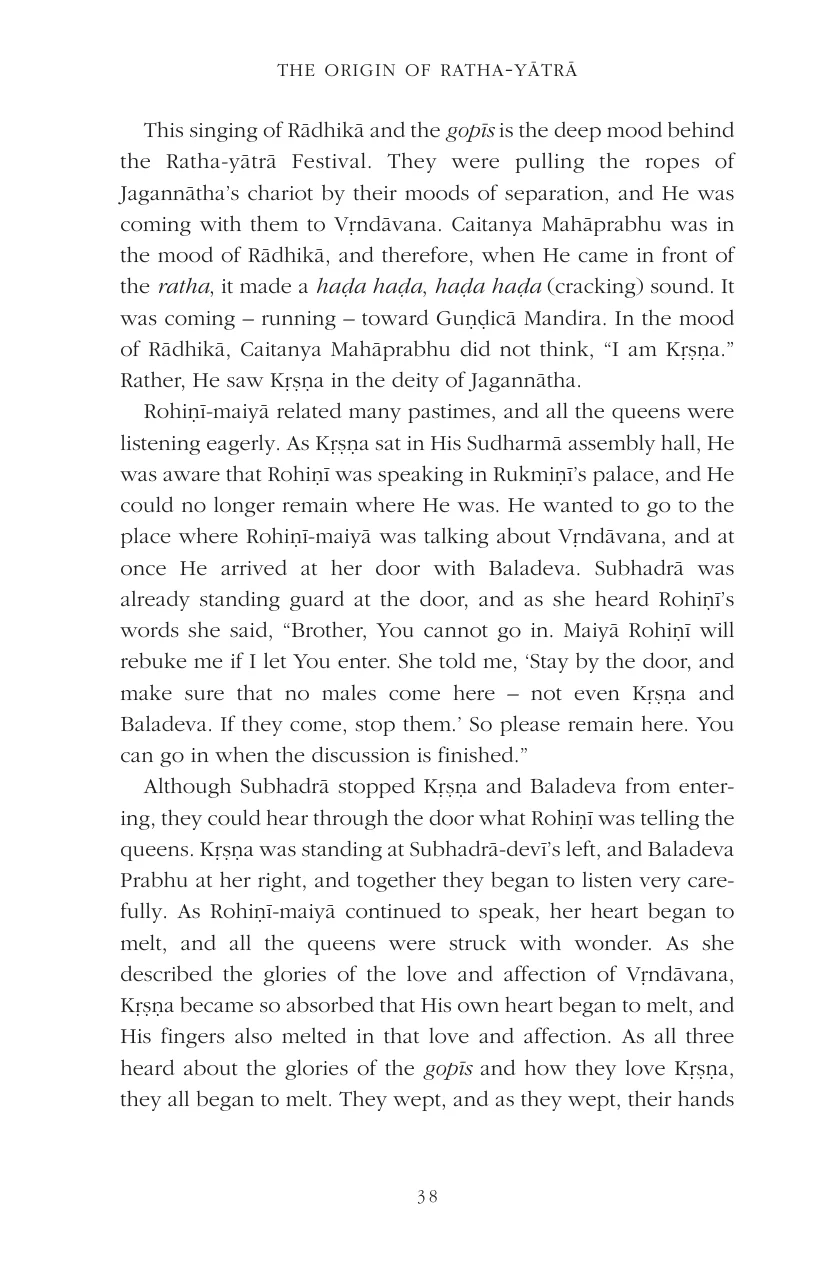 THE ORIGIN OF RATHA-YĀTRĀ
This singing of Rādhikā and the gopīs is the deep mood behind
the Ratha-yātrā Festival. They were pulling the ropes of
Jagannātha’s chariot by their moods of separation, and He was
coming with them to Vṛndāvana. Caitanya Mahāprabhu was in
the mood of Rādhikā, and therefore, when He came in front of
the ratha, it made a haḍa haḍa, haḍa haḍa (cracking) sound. It
was coming – running – toward Guṇḍicā Mandira. In the mood
of Rādhikā, Caitanya Mahāprabhu did not think, “I am Kṛṣṇa.”
Rather, He saw Kṛṣṇa in the deity of Jagannātha.
Rohiṇī-maiyā related many pastimes, and all the queens were
listening eagerly. As Kṛṣṇa sat in His Sudharmā assembly hall, He
was aware that Rohiṇī was speaking in Rukmiṇī’s palace, and He
could no longer remain where He was. He wanted to go to the
place where Rohiṇī-maiyā was talking about Vṛndāvana, and at
once He arrived at her door with Baladeva. Subhadrā was
already standing guard at the door, and as she heard Rohiṇī’s
words she said, “Brother, You cannot go in. Maiyā Rohiṇī will
rebuke me if I let You enter. She told me, ‘Stay by the door, and
make sure that no males come here – not even Kṛṣṇa and
Baladeva. If they come, stop them.’ So please remain here. You
can go in when the discussion is finished.”
Although Subhadrā stopped Kṛṣṇa and Baladeva from enter-
ing, they could hear through the door what Rohiṇī was telling the
queens. Kṛṣṇa was standing at Subhadrā-devī’s left, and Baladeva
Prabhu at her right, and together they began to listen very care-
fully. As Rohiṇī-maiyā continued to speak, her heart began to
melt, and all the queens were struck with wonder. As she
described the glories of the love and affection of Vṛndāvana,
Kṛṣṇa became so absorbed that His own heart began to melt, and
His fingers also melted in that love and affection. As all three
heard about the glories of the gopīs and how they love Kṛṣṇa,
they all began to melt. They wept, and as they wept, their hands
38